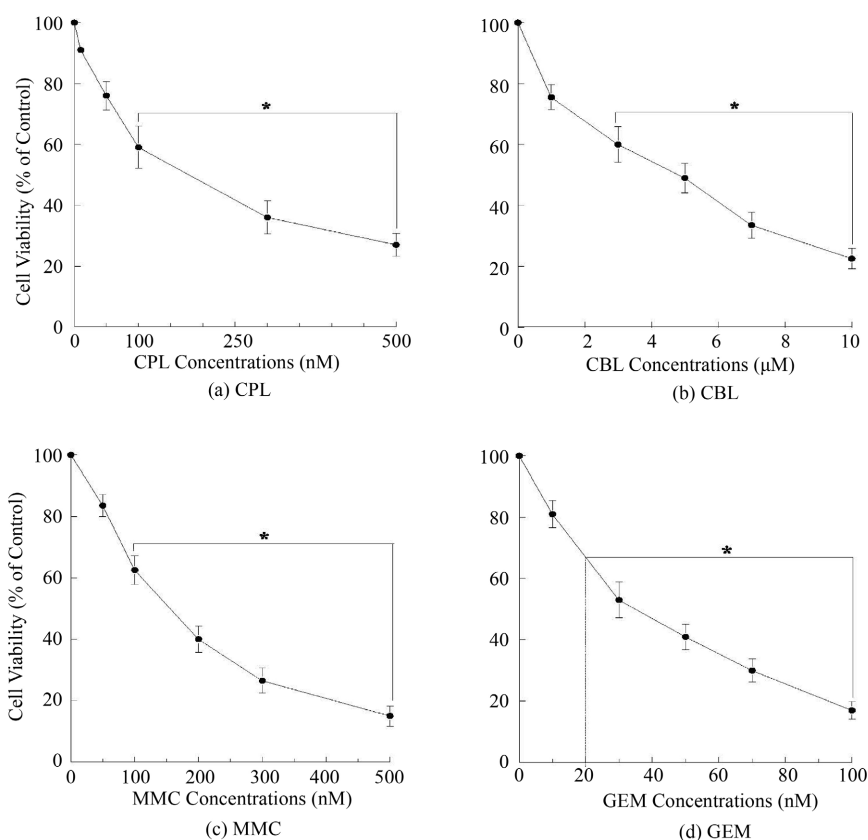 100
80
60
40
20
0
Cell Viability (% of Control)
*
0 100 250 500
CPL Concentrations (nM)
(a) CPL
100
80
60
40
20
0
*
0 2 4 6 8 10
CBL Concentrations (μM)
(b) CBL
100
80
60
40
20
0
Cell Viability (% of Control)
*
0 100 200 300 400 500
MMC Concentrations (nM)
(c) MMC
100
80
60
40
20
0
*
0 20 40 60 80 100
GEM Concentrations (nM)
(d) GEM